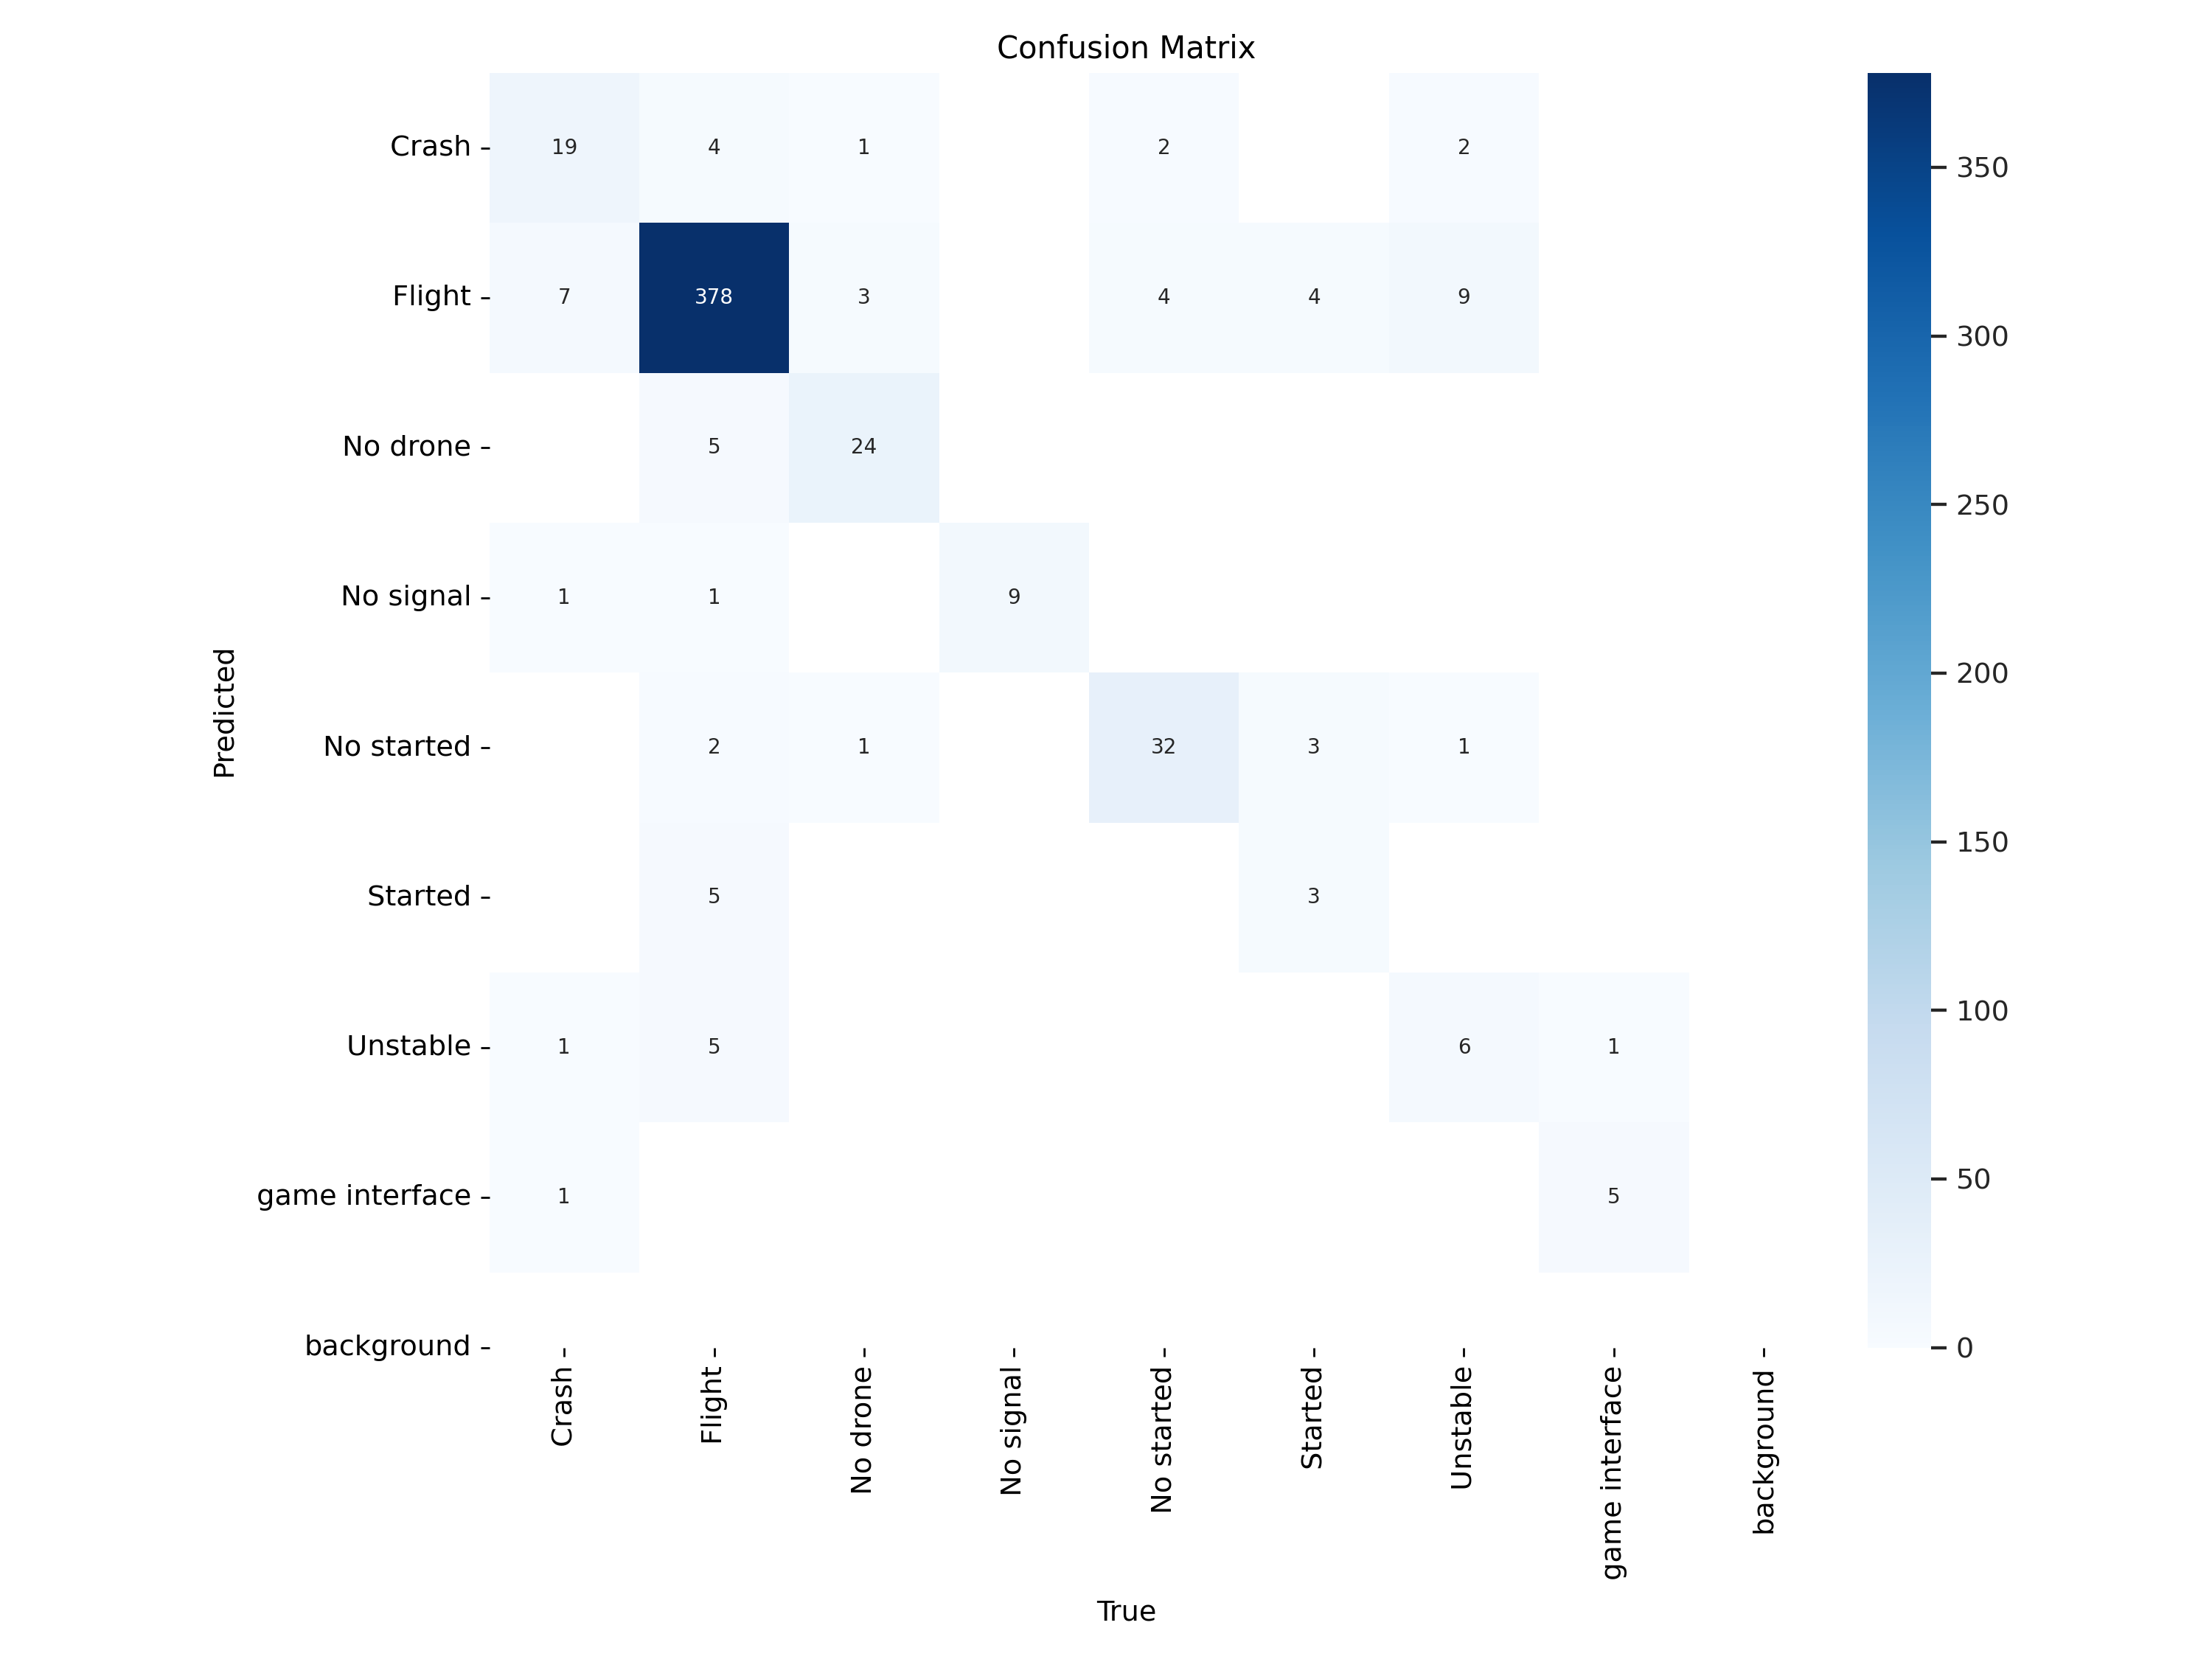 Confusion Matrix
Crash 19 4 1 2 2
Flight 7 378 3 4 4 9
No drone 5 24
No signal 1 1 9
No started 2 1 32 3 1
Started 5 3
Unstable 1 5 6 1
game interface 1 5
background
Predicted
Crash
Flight
No drone
No signal
No started
Started
Unstable
game interface
background
True
350
300
250
200
150
100
50
0